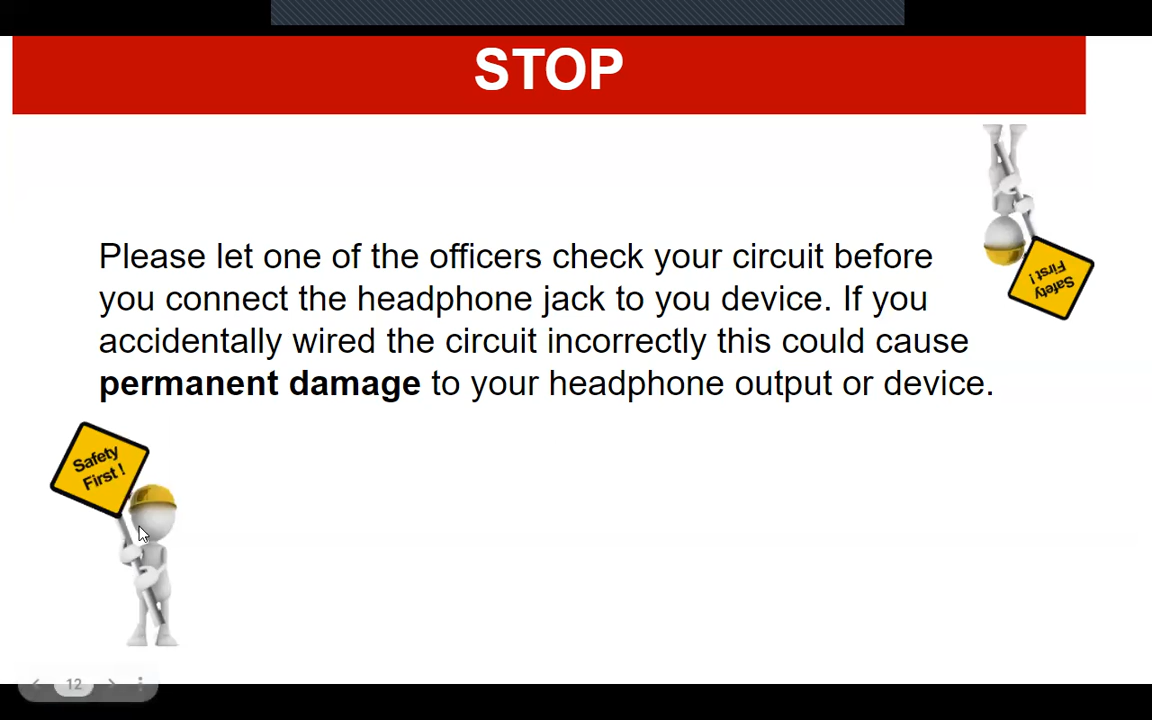 STOP
Safety
First !
Please let one of the officers check your circuit before
you connect the headphone jack to you device. If you
accidentally wired the circuit incorrectly this could cause
permanent damage to your headphone output or device.
Safety
First !
12